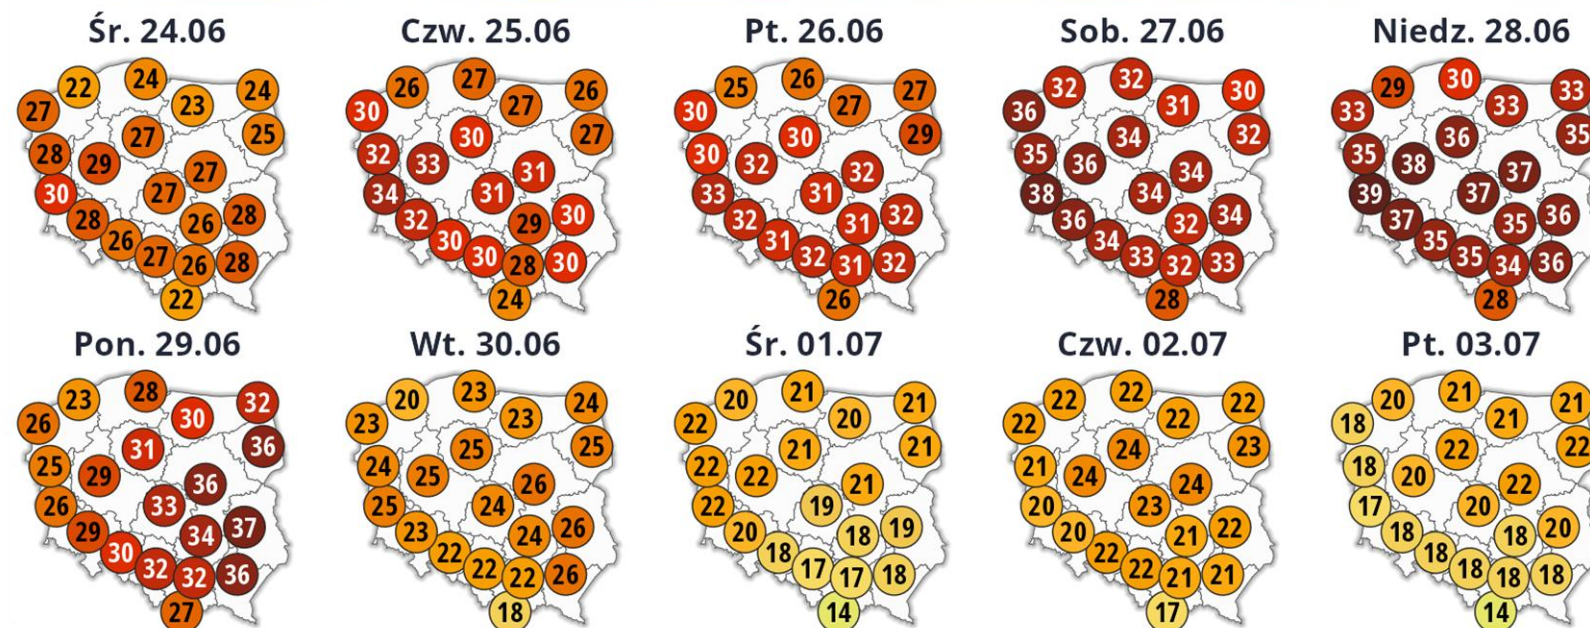 Śr. 24.06 Czw. 25.06 Pt. 26.06 Sob. 27.06 Niedz. 28.06
22 24 24 27 23 27 25 28 29 27 30 27 28 28 26 26 27 26 28 22
26 27 26 30 27 30 27 32 33 31 34 31 30 32 29 30 30 28 30 24
25 26 27 30 27 30 29 30 32 32 33 31 32 32 31 31 32 31 32 26
32 32 30 36 31 34 32 35 36 34 38 34 34 36 32 34 33 32 33 28
29 30 33 33 33 36 35 35 38 37 39 37 36 37 35 35 35 34 36 28
Pon. 29.06 Wt. 30.06 Śr. 01.07 Czw. 02.07 Pt. 03.07
23 28 32 26 30 31 36 25 29 36 26 33 37 29 34 30 32 32 36 27
20 23 24 23 23 25 25 24 25 26 25 24 26 23 24 22 22 22 26 18
20 21 21 22 20 21 21 22 22 21 22 19 19 20 18 18 17 17 18 14
22 22 22 22 22 24 23 21 24 24 20 23 22 20 21 22 22 21 21 17
20 21 21 18 21 22 22 18 20 22 17 20 20 18 18 18 18 18 18 14